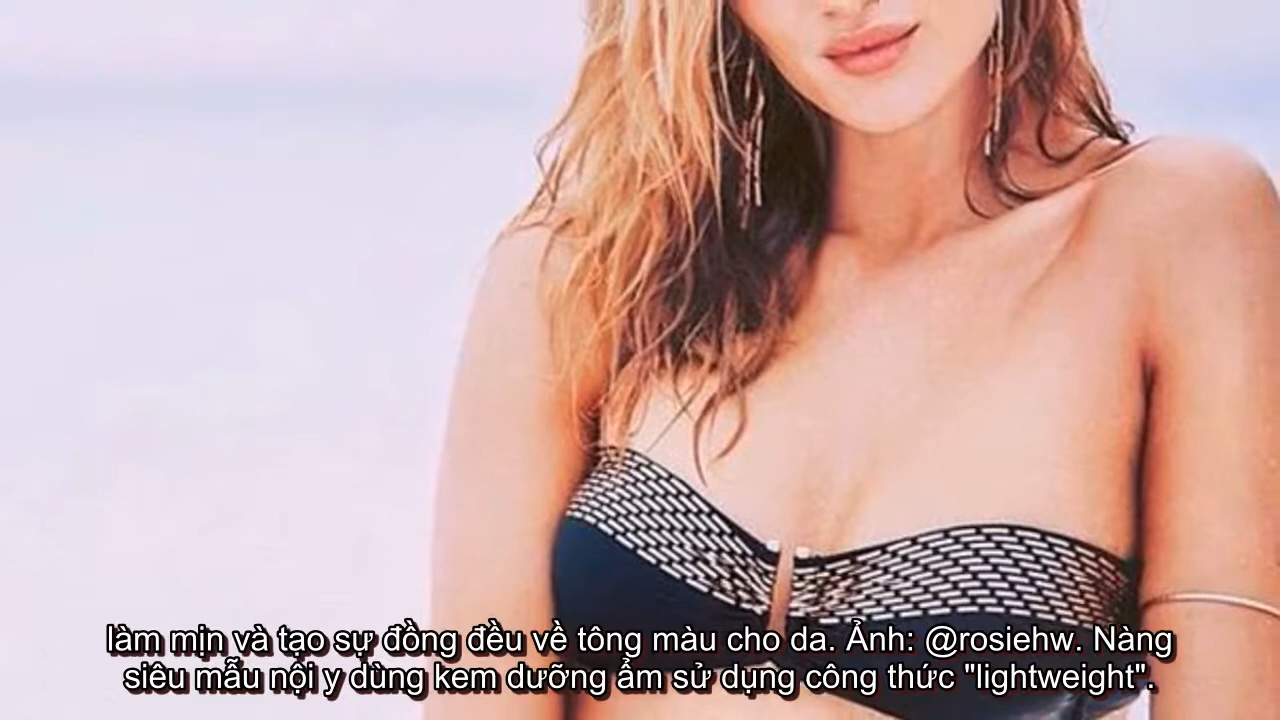 làm mịn và tạo sự đồng đều về tông màu cho da. Ảnh: @rosiehw. Nàng
siêu mẫu nội y dùng kem dưỡng ẩm sử dụng công thức "lightweight".